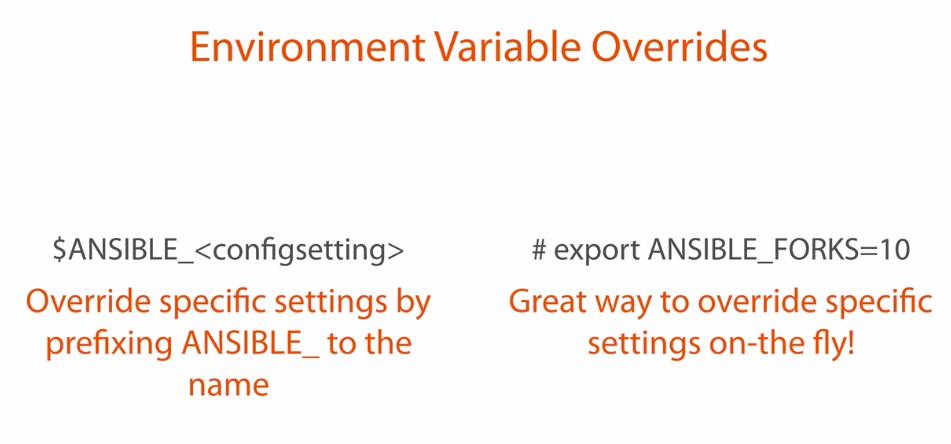 Environment Variable Overrides
$ANSIBLE_<configsetting>
Override specific settings by
prefixing ANSIBLE_ to the
name
# export ANSIBLE_FORKS=10
Great way to override specific
settings on-the fly!